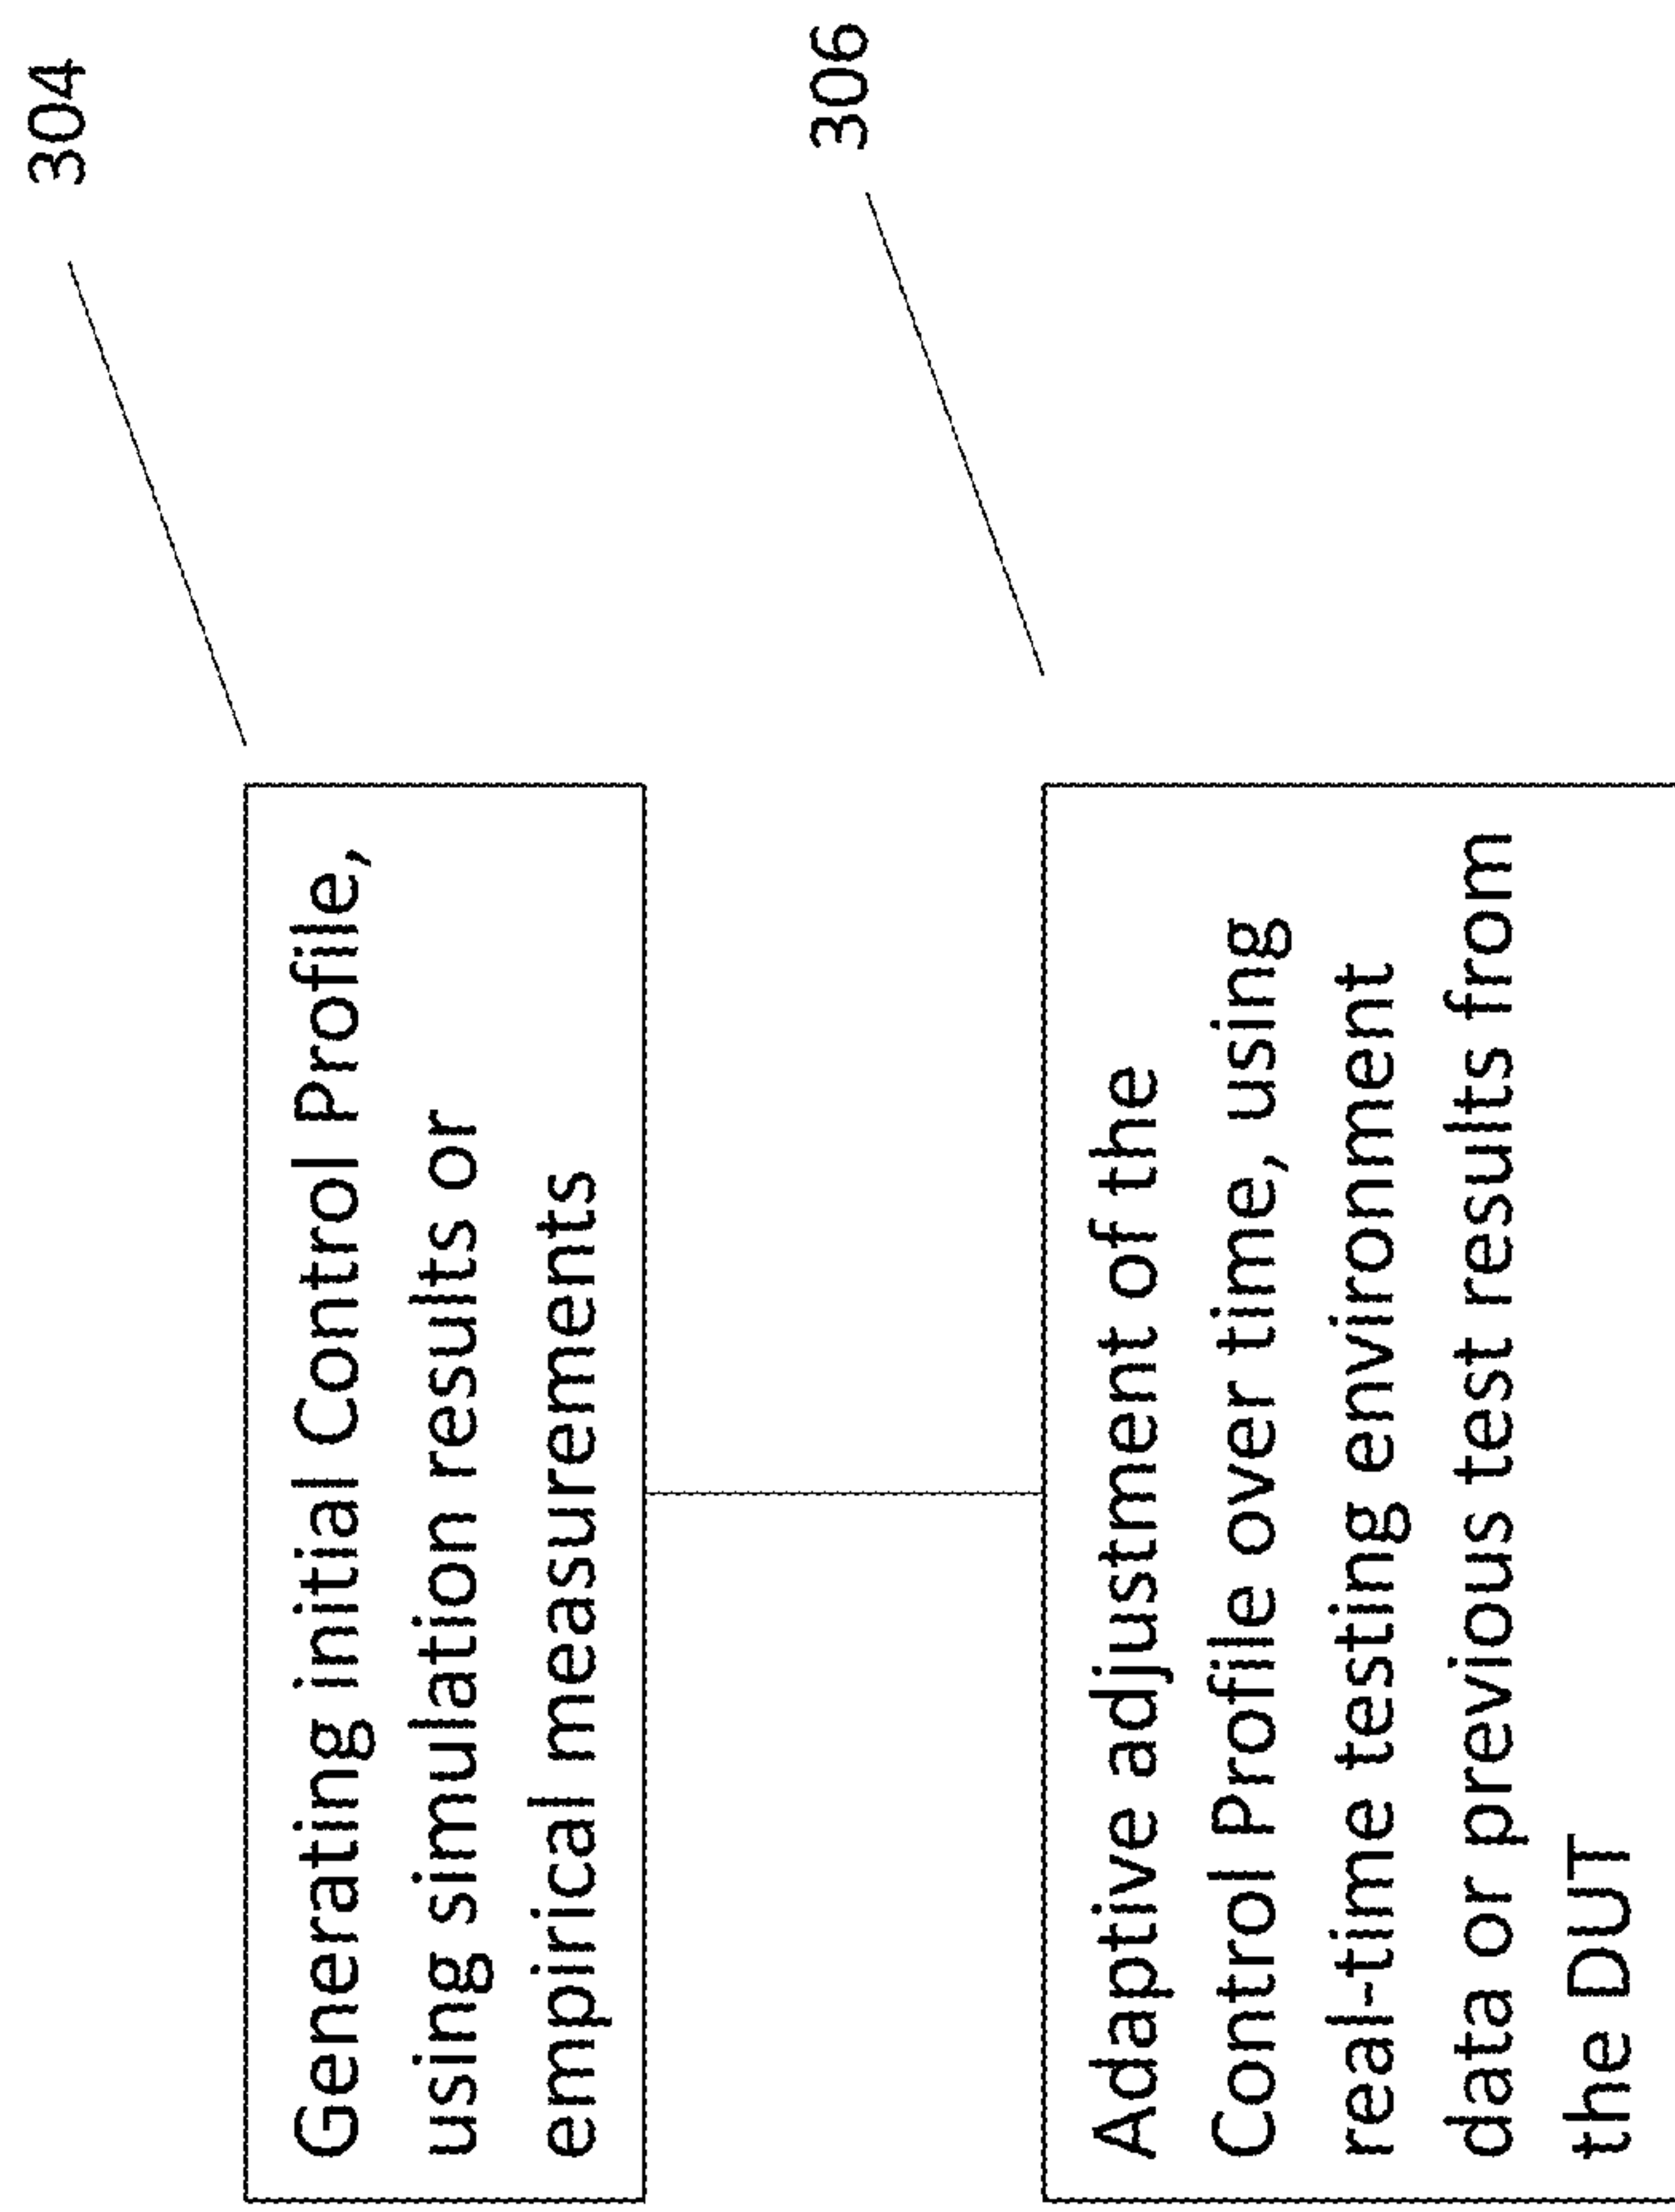 304
Generating initial Control Profile,
using simulation results or
empirical measurements
306
Adaptive adjustment of the
Control Profile over time, using
real-time testing environment
data or previous test results from
the DUT